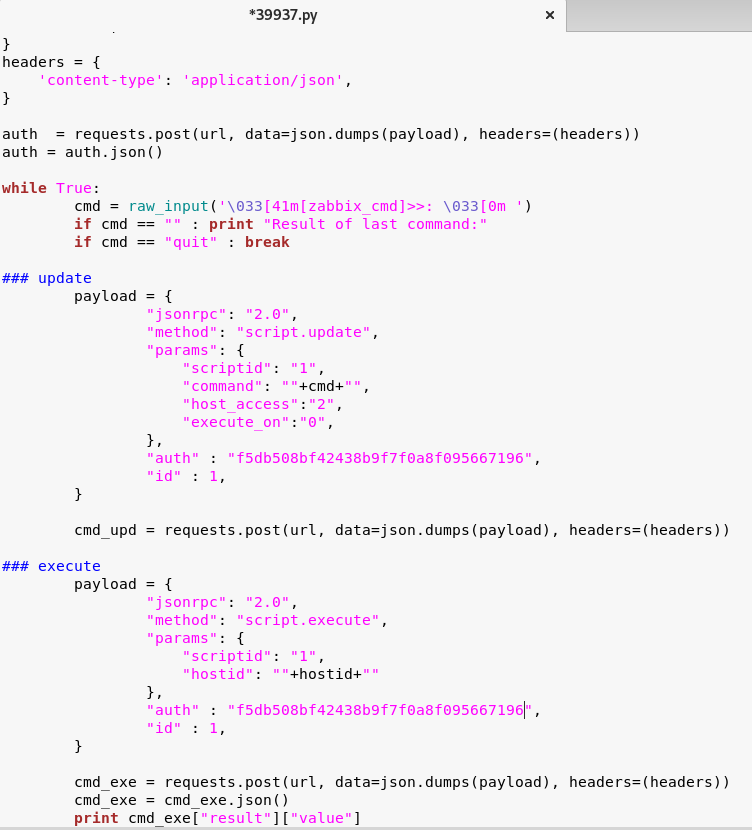 *39937.py ×
}
headers = {
    'content-type': 'application/json',
}

auth  = requests.post(url, data=json.dumps(payload), headers=(headers))
auth = auth.json()

while True:
        cmd = raw_input('\033[41m[zabbix_cmd]>>: \033[0m ')
        if cmd == "" : print "Result of last command:"
        if cmd == "quit" : break

### update
        payload = {
                "jsonrpc": "2.0",
                "method": "script.update",
                "params": {
                    "scriptid": "1",
                    "command": ""+cmd+"",
                    "host_access":"2",
                    "execute_on":"0",
                },
                "auth" : "f5db508bf42438b9f7f0a8f095667196",
                "id" : 1,
        }

        cmd_upd = requests.post(url, data=json.dumps(payload), headers=(headers))

### execute
        payload = {
                "jsonrpc": "2.0",
                "method": "script.execute",
                "params": {
                    "scriptid": "1",
                    "hostid": ""+hostid+""
                },
                "auth" : "f5db508bf42438b9f7f0a8f095667196",
                "id" : 1,
        }

        cmd_exe = requests.post(url, data=json.dumps(payload), headers=(headers))
        cmd_exe = cmd_exe.json()
        print cmd_exe["result"]["value"]